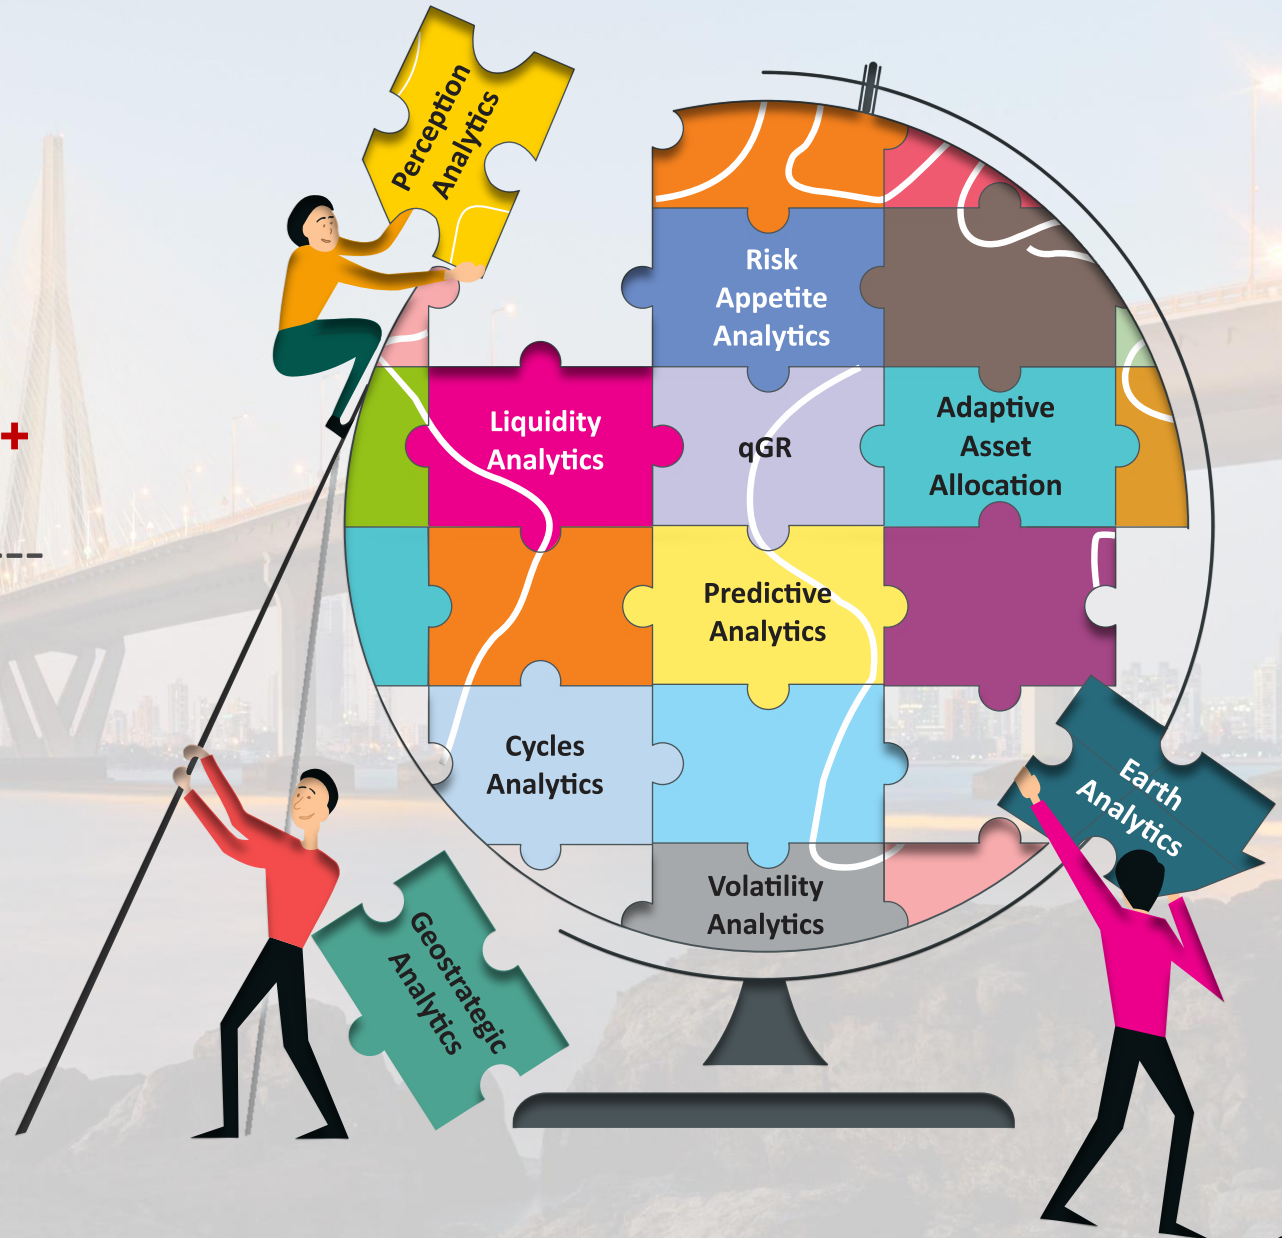 Perception
Analytics
Risk
Appetite
Analytics
Liquidity
Analytics
qGR
Adaptive
Asset
Allocation
+
Predictive
Analytics
Cycles
Analytics
Earth
Analytics
Volatility
Analytics
Geostrategic
Analytics